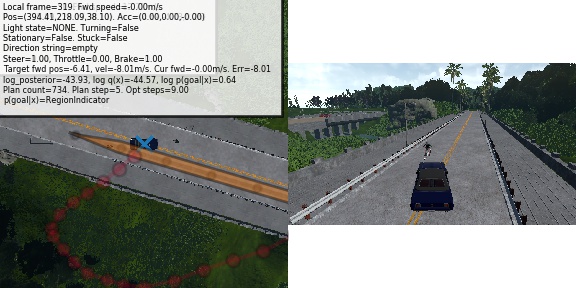 Local frame=319. Fwd speed=-0.00m/s
Pos=(394.41,218.09,38.10). Acc=(0.00,0.00,-0.00)
Light state=NONE. Turning=False
Stationary=False. Stuck=False
Direction string=empty
Steer=1.00, Throttle=0.00, Brake=1.00
Target fwd pos=-6.41, vel=-8.01m/s. Cur fwd=-0.00m/s. Err=-8.01
log_posterior=-43.93, log q(x)=-44.57, log p(goal|x)=0.64
Plan count=734. Plan step=5. Opt steps=9.00
p(goal|x)=RegionIndicator